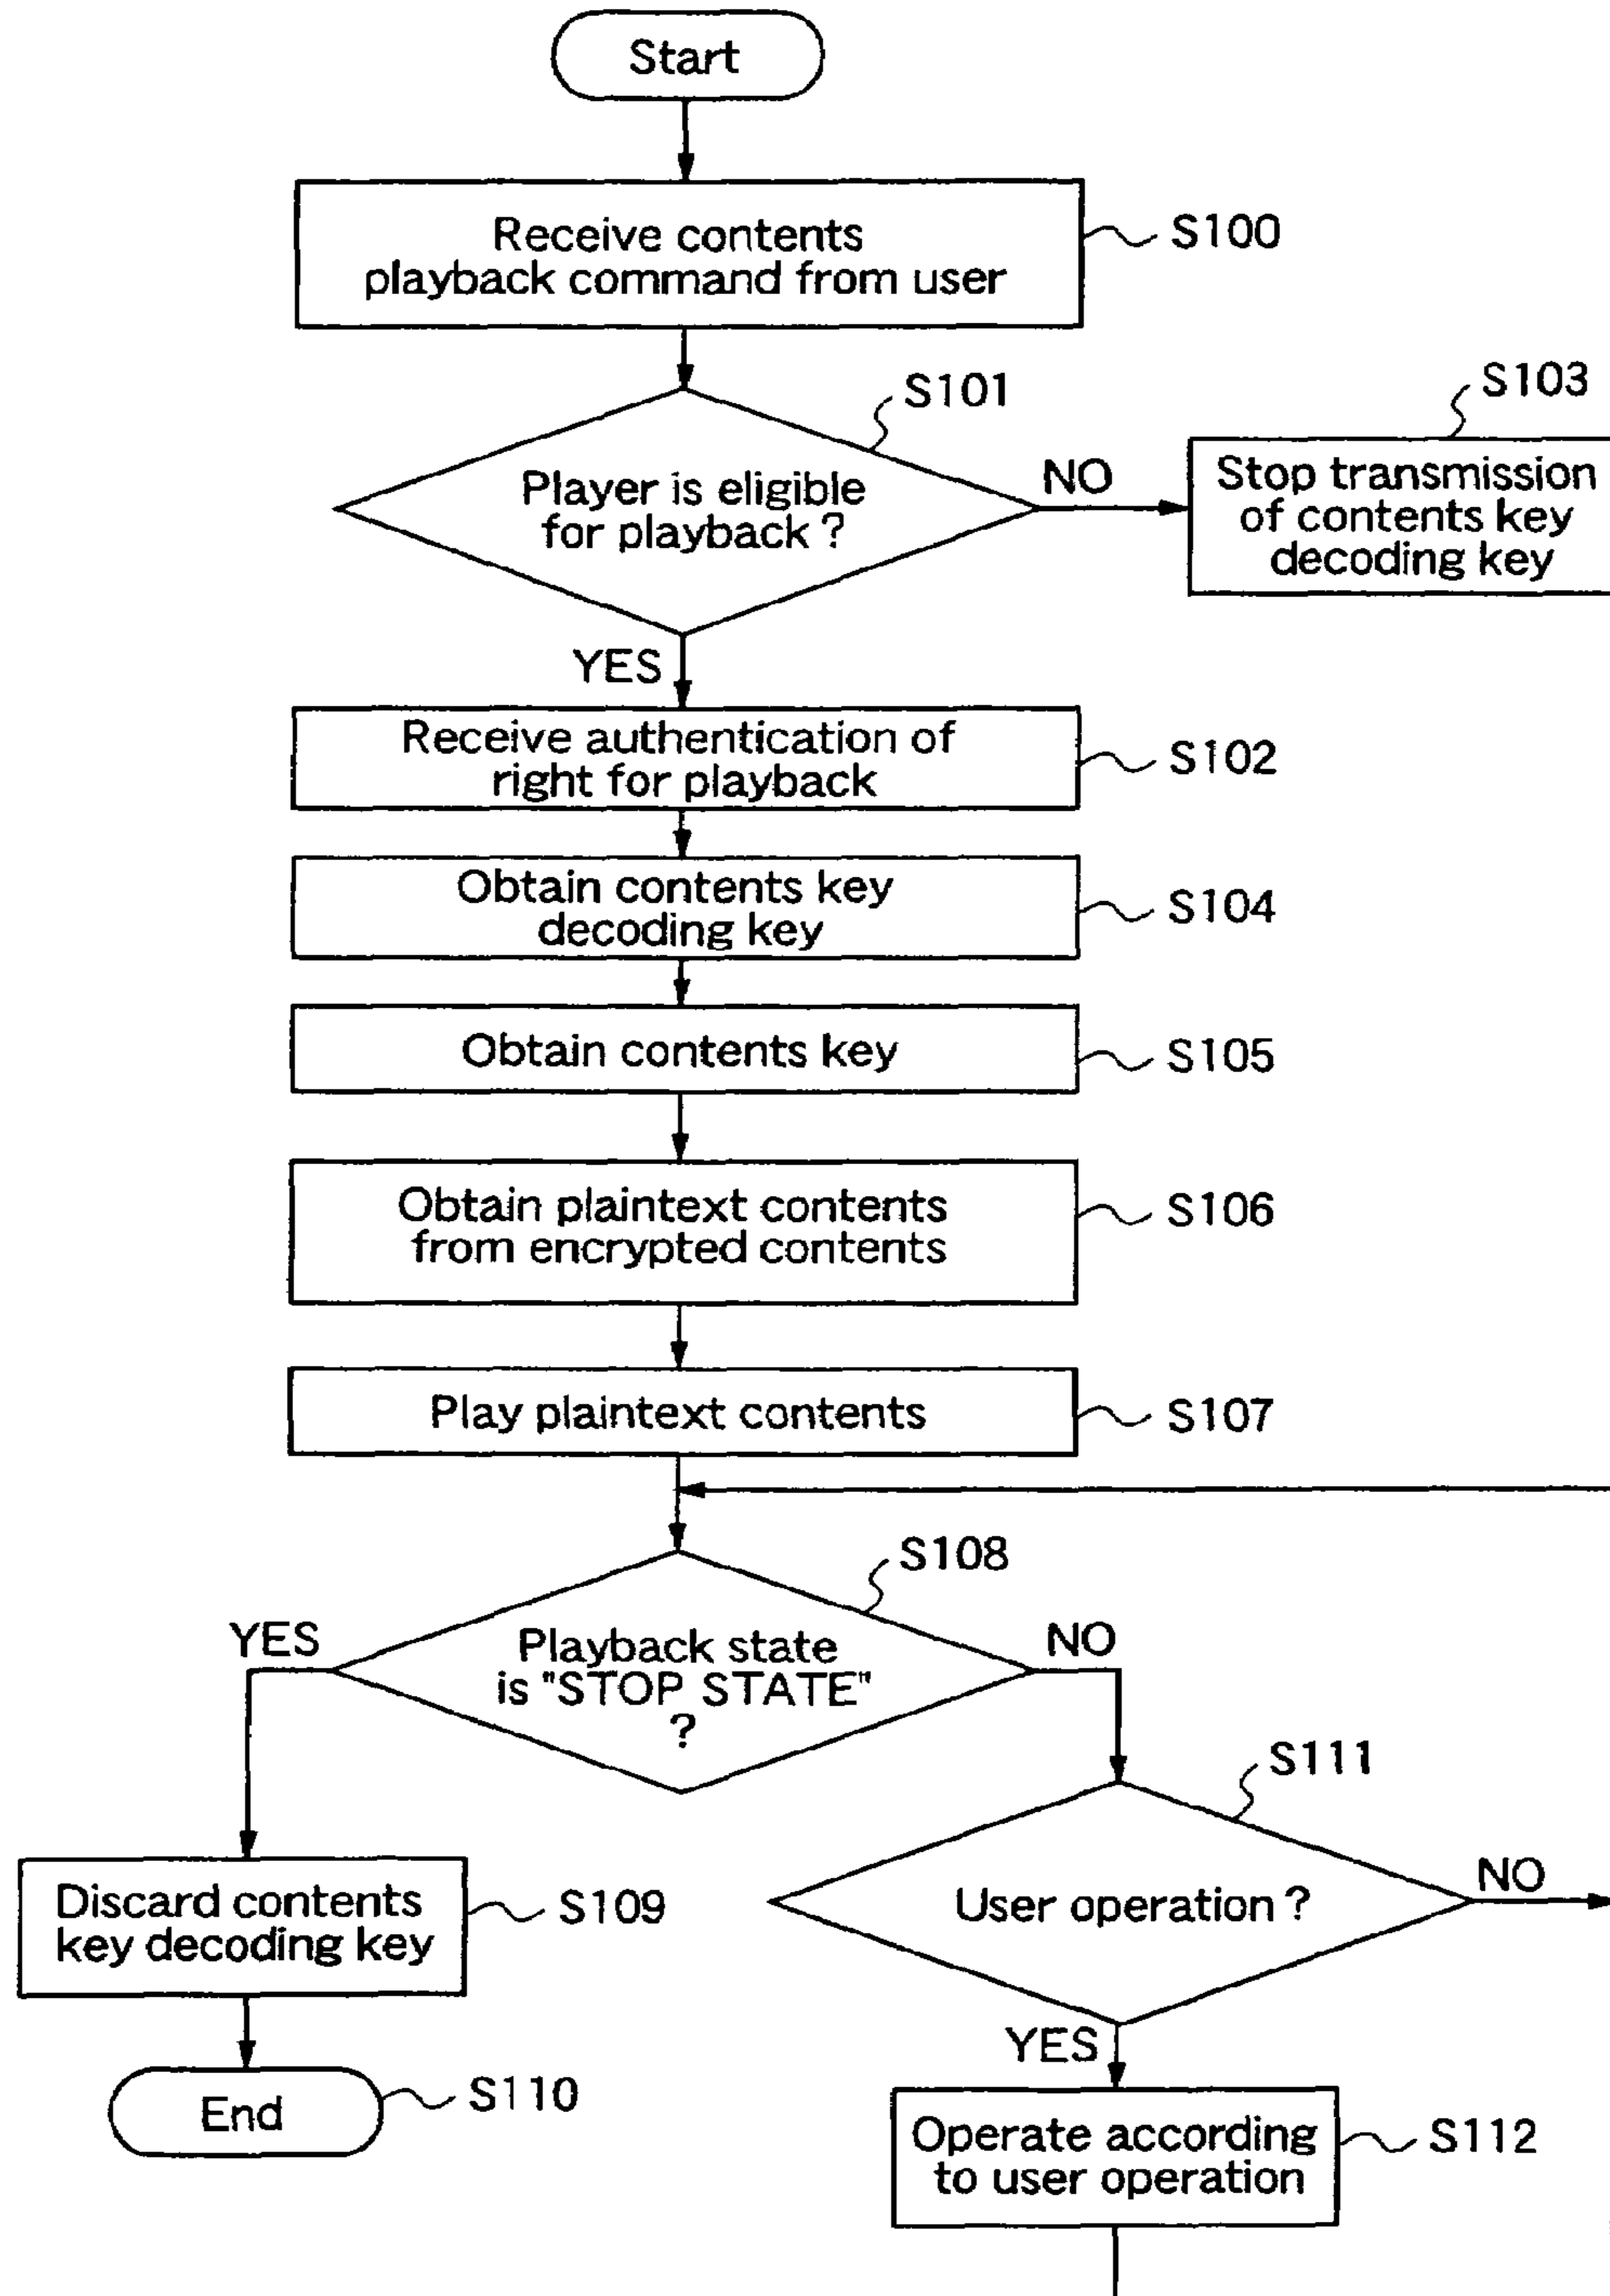 Start
Receive contents
playback command from user
S100
S101
Player is eligible
for playback ?
NO
S103
Stop transmission
of contents key
decoding key
YES
Receive authentication of
right for playback
S102
Obtain contents key
decoding key
S104
Obtain contents key
S105
Obtain plaintext contents
from encrypted contents
S106
Play plaintext contents
S107
S108
YES
Playback state
is "STOP STATE"
?
NO
S111
Discard contents
key decoding key
S109
User operation ?
NO
YES
End
S110
Operate according
to user operation
S112